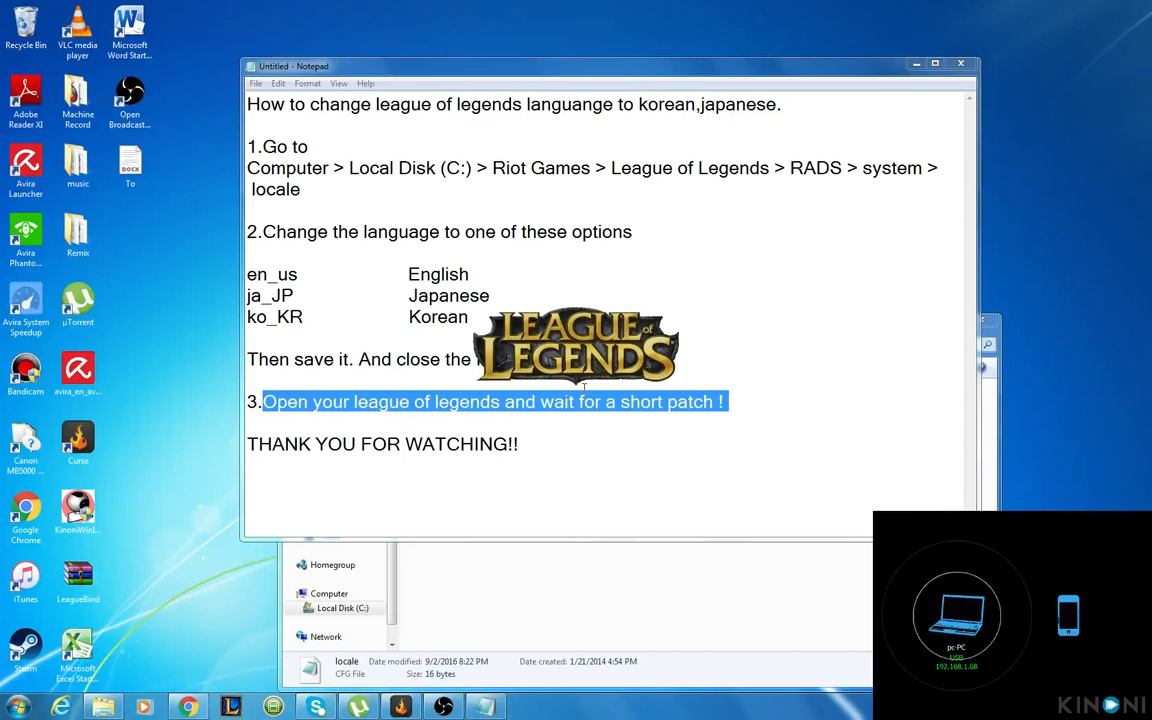 Recycle Bin
VLC media
player
Microsoft
Word Start...
Adobe
Reader XI
Machine
Record
Open
Broadcast...
Avira
Launcher
music
To
Avira
Phanto...
Remix
Avira System
Speedup
µTorrent
Bandicam
avira_en_av...
Canon
MB5000 ...
Curse
Google
Chrome
KinoniWinI...
iTunes
LeagueBind
Steam
Microsoft
Excel Start...
Untitled - Notepad
File Edit Format View Help
How to change league of legends languange to korean,japanese.
1.Go to
Computer > Local Disk (C:) > Riot Games > League of Legends > RADS > system >
locale
2.Change the language to one of these options
en_us English
ja_JP Japanese
ko_KR Korean
LEAGUE of
LEGENDS
Then save it. And close the
3.Open your league of legends and wait for a short patch !
THANK YOU FOR WATCHING!!
Homegroup
Computer
Local Disk (C:)
Network
locale Date modified: 9/2/2016 8:22 PM Date created: 1/21/2014 4:54 PM
CFG File Size: 16 bytes
pc-PC
USB
192.168.1.68
KINONI